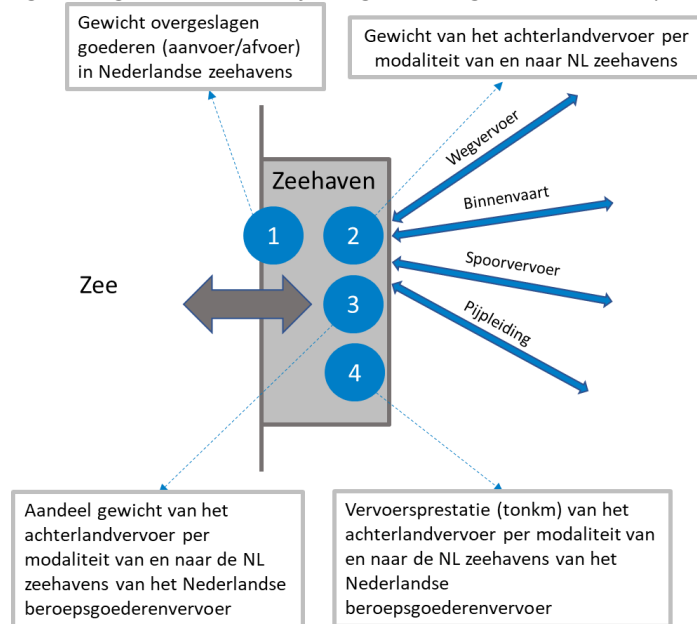 Gewicht overgeslagen
goederen (aanvoer/afvoer)
in Nederlandse zeehavens
Gewicht van het achterlandvervoer per
modaliteit van en naar NL zeehavens
Wegvervoer
Zeehaven
Binnenvaart
1
2
Spoorvervoer
Zee
3
Pijpleiding
4
Aandeel gewicht van het
achterlandvervoer per
modaliteit van en naar de NL
zeehavens van het Nederlandse
beroepsgoederenvervoer
Vervoersprestatie (tonkm) van het
achterlandvervoer per modaliteit van
en naar de NL zeehavens van het
Nederlandse
beroepsgoederenvervoer